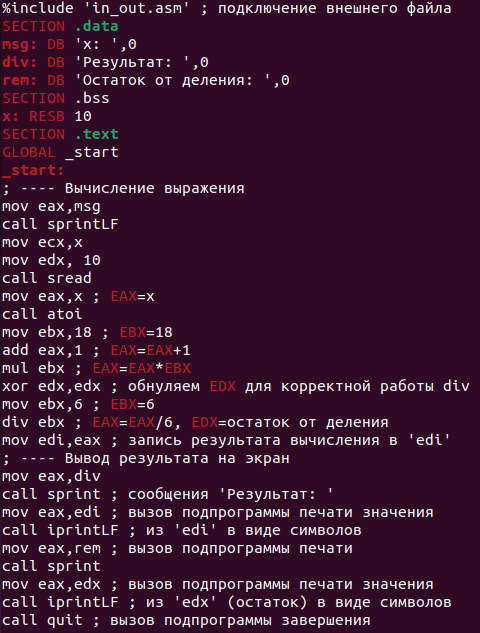 %include 'in_out.asm' ; подключение внешнего файла
SECTION .data
msg: DB 'x: ',0
div: DB 'Результат: ',0
rem: DB 'Остаток от деления: ',0
SECTION .bss
x: RESB 10
SECTION .text
GLOBAL _start
_start:
; ---- Вычисление выражения
mov eax,msg
call sprintLF
mov ecx,x
mov edx, 10
call sread
mov eax,x ; EAX=x
call atoi
mov ebx,18 ; EBX=18
add eax,1 ; EAX=EAX+1
mul ebx ; EAX=EAX*EBX
xor edx,edx ; обнуляем EDX для корректной работы div
mov ebx,6 ; EBX=6
div ebx ; EAX=EAX/6, EDX=остаток от деления
mov edi,eax ; запись результата вычисления в 'edi'
; ---- Вывод результата на экран
mov eax,div
call sprint ; сообщения 'Результат: '
mov eax,edi ; вызов подпрограммы печати значения
call iprintLF ; из 'edi' в виде символов
mov eax,rem ; вызов подпрограммы печати
call sprint
mov eax,edx ; вызов подпрограммы печати значения
call iprintLF ; из 'edx' (остаток) в виде символов
call quit ; вызов подпрограммы завершения